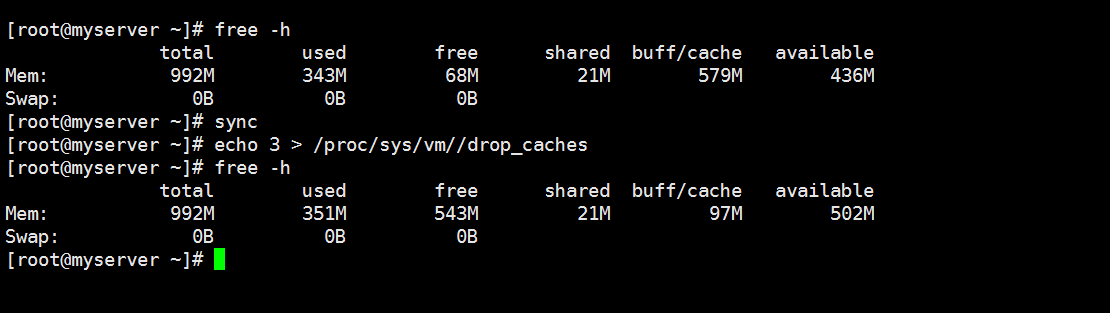 [root@myserver ~]# free -h
              total        used        free      shared  buff/cache   available
Mem:           992M        343M         68M         21M        579M        436M
Swap:            0B          0B          0B
[root@myserver ~]# sync
[root@myserver ~]# echo 3 > /proc/sys/vm//drop_caches
[root@myserver ~]# free -h
              total        used        free      shared  buff/cache   available
Mem:           992M        351M        543M         21M         97M        502M
Swap:            0B          0B          0B
[root@myserver ~]#